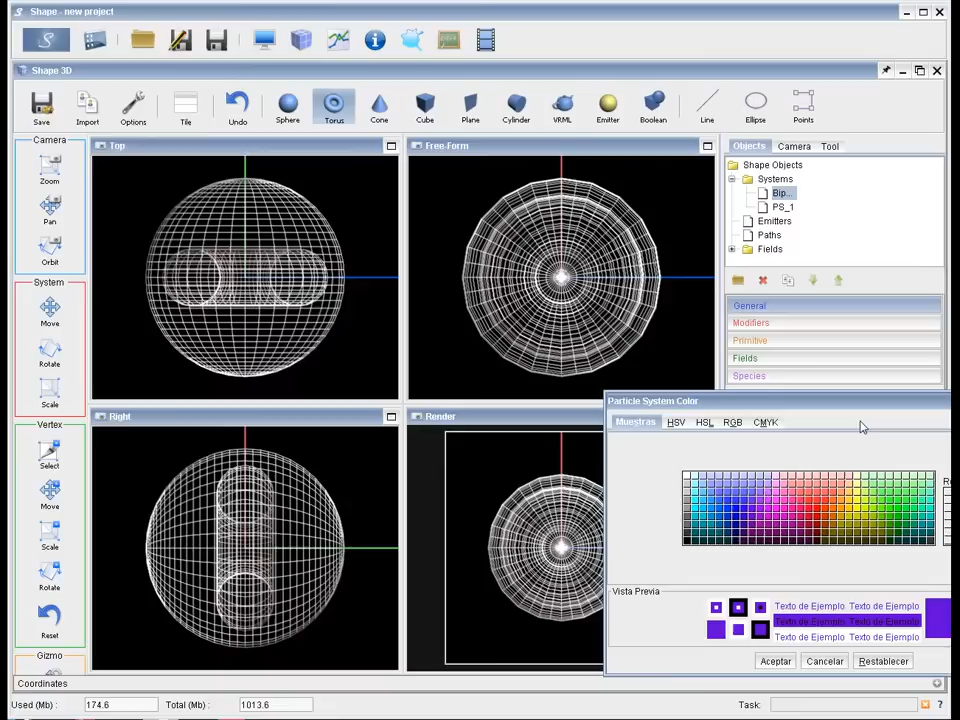 Shape - new project
Shape 3D
Save Import Options Tile Undo Sphere Torus Cone Cube Plane Cylinder VRML Emitter Boolean Line Ellipse Points
Camera
Zoom
Pan
Orbit
System
Move
Rotate
Scale
Vertex
Select
Move
Scale
Rotate
Reset
Gizmo
Top
Free-Form
Right
Render
Objects Camera Tool
Shape Objects
Systems
Bip...
PS_1
Emitters
Paths
Fields
General
Modifiers
Primitive
Fields
Species
Particle System Color
Muestras HSV HSL RGB CMYK
Vista Previa
Texto de Ejemplo Texto de Ejemplo
Texto de Ejemplo Texto de Ejemplo
Texto de Ejemplo Texto de Ejemplo
Aceptar Cancelar Restablecer
Coordinates
Used (Mb) : 174.6 Total (Mb) : 1013.6 Task: ?